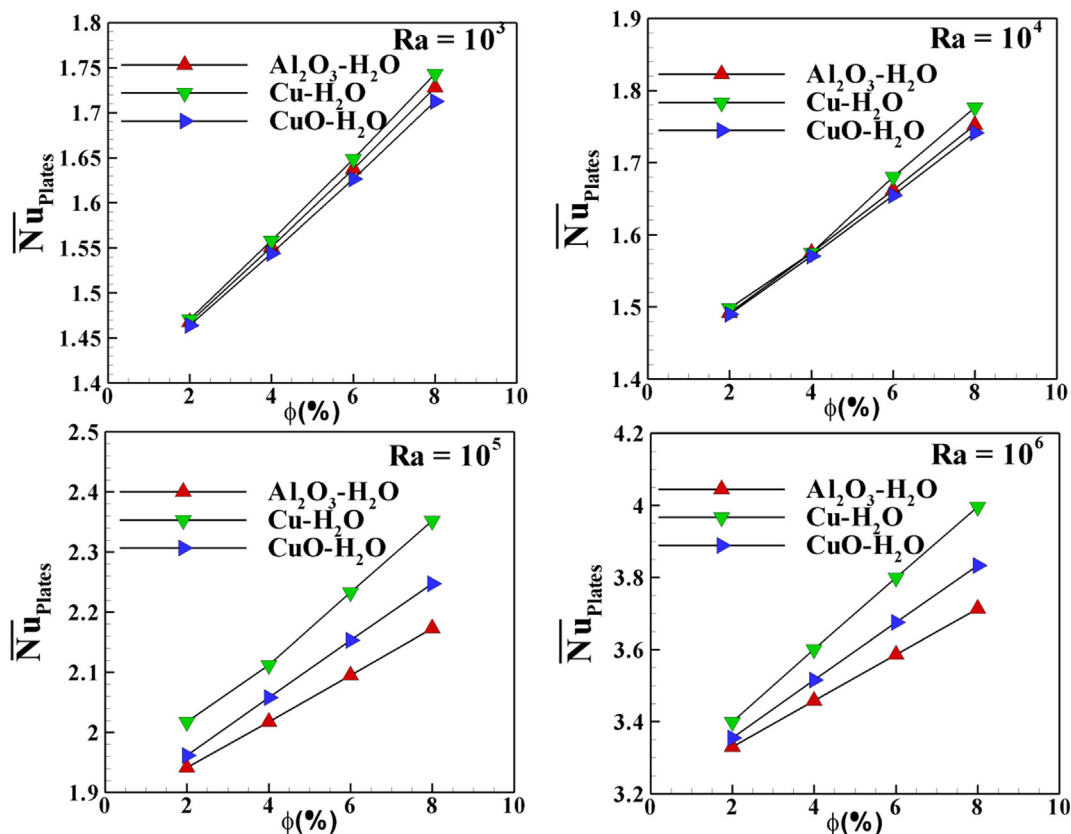 1.8
1.75
1.7
1.65
1.6
1.55
1.5
1.45
1.4
N̅u̅Plates
Ra = 10³
Al₂O₃-H₂O
Cu-H₂O
CuO-H₂O
0 2 4 6 8 10
ϕ(%)
1.9
1.8
1.7
1.6
1.5
1.4
N̅u̅Plates
Ra = 10⁴
Al₂O₃-H₂O
Cu-H₂O
CuO-H₂O
0 2 4 6 8 10
ϕ(%)
2.5
2.4
2.3
2.2
2.1
2
1.9
N̅u̅Plates
Ra = 10⁵
Al₂O₃-H₂O
Cu-H₂O
CuO-H₂O
0 2 4 6 8 10
ϕ(%)
4.2
4
3.8
3.6
3.4
3.2
N̅u̅Plates
Ra = 10⁶
Al₂O₃-H₂O
Cu-H₂O
CuO-H₂O
0 2 4 6 8 10
ϕ(%)